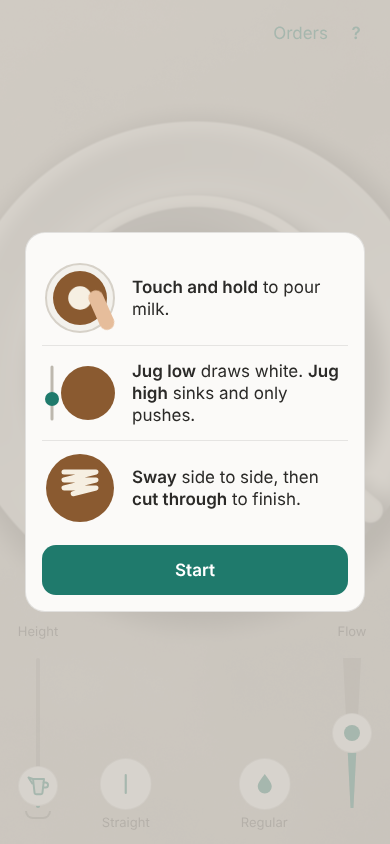 Orders ?
Touch and hold to pour
milk.
Jug low draws white. Jug
high sinks and only
pushes.
Sway side to side, then
cut through to finish.
Start
Height
Flow
Straight
Regular